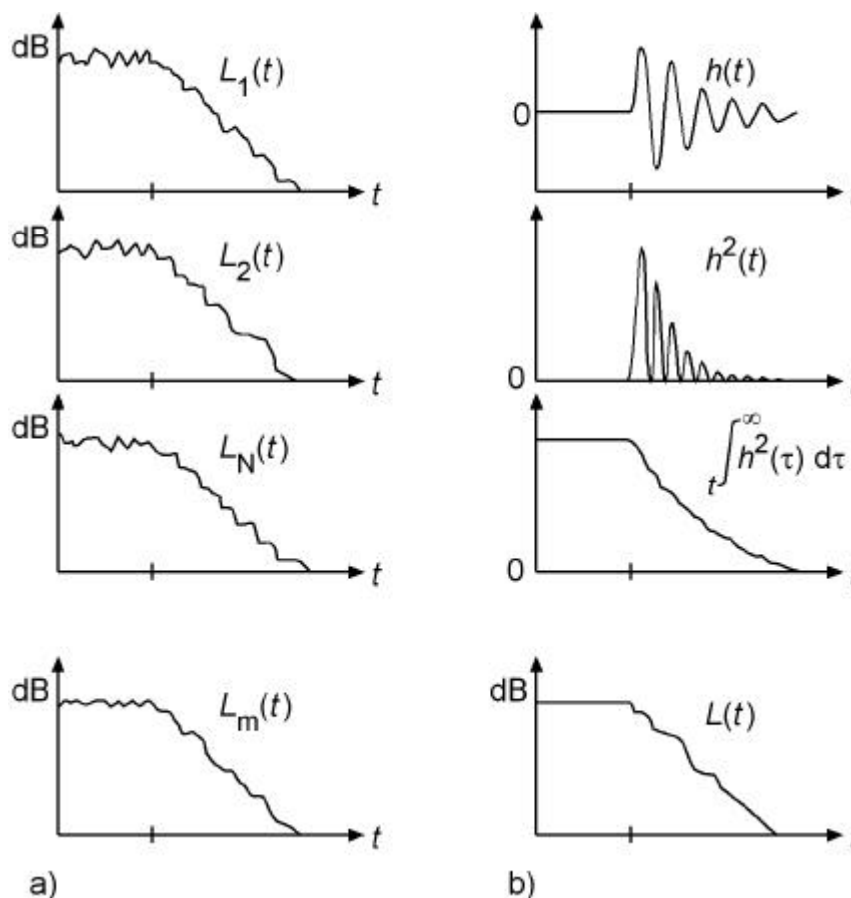 dB
L1(t)
t
dB
L2(t)
t
dB
LN(t)
t
dB
Lm(t)
t
a)
h(t)
0
h²(t)
0
t∫∞ h²(τ) dτ
0
dB
L(t)
b)